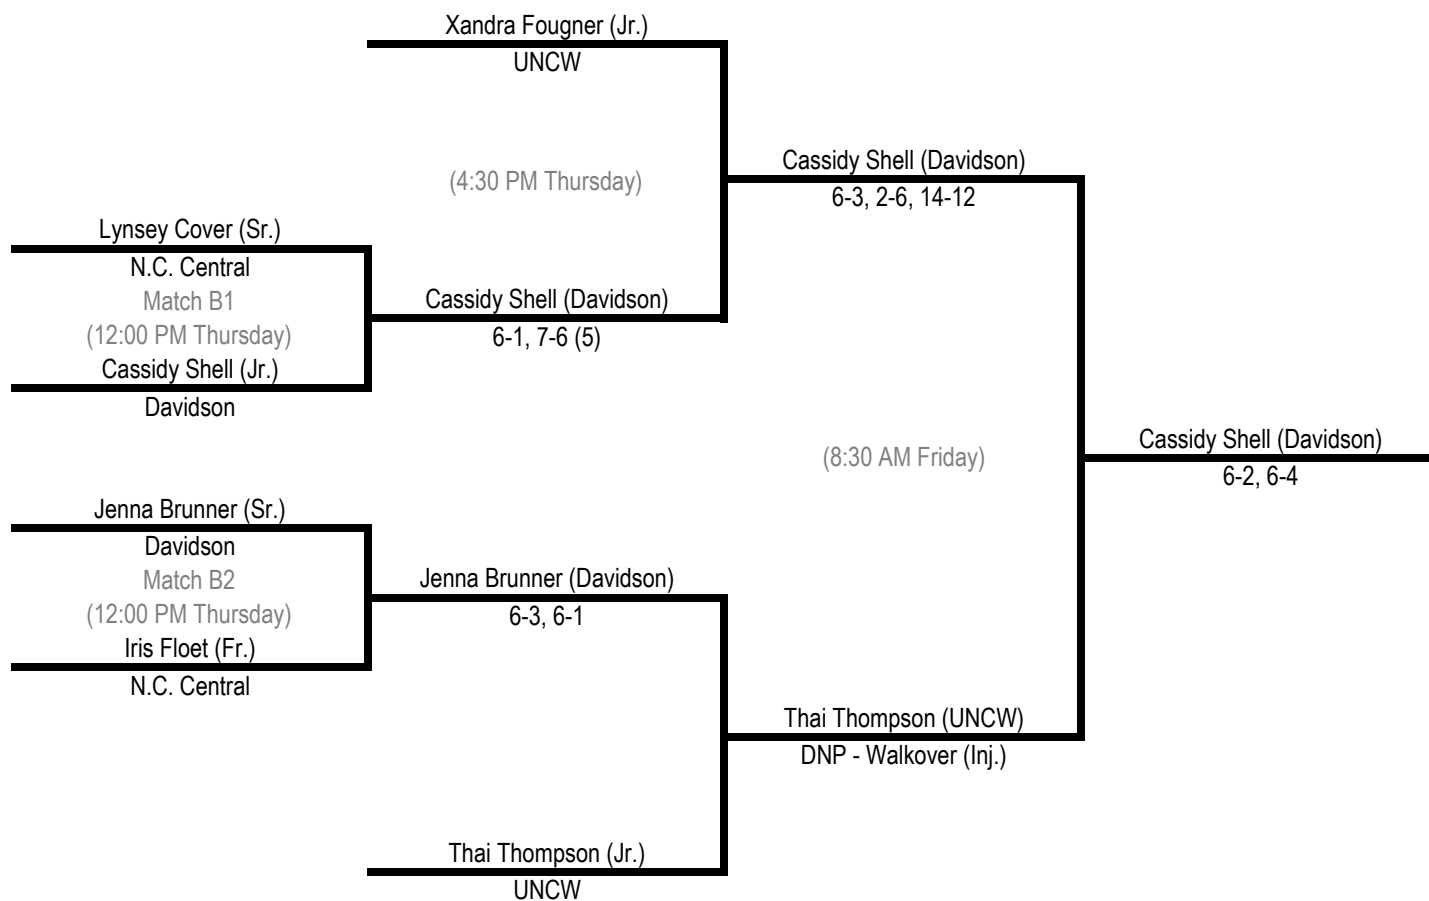 Xandra Fougner (Jr.)
UNCW
(4:30 PM Thursday)
Cassidy Shell (Davidson)
6-3, 2-6, 14-12
Lynsey Cover (Sr.)
N.C. Central
Match B1
(12:00 PM Thursday)
Cassidy Shell (Jr.)
Davidson
Cassidy Shell (Davidson)
6-1, 7-6 (5)
(8:30 AM Friday)
Cassidy Shell (Davidson)
6-2, 6-4
Jenna Brunner (Sr.)
Davidson
Match B2
(12:00 PM Thursday)
Iris Floet (Fr.)
N.C. Central
Jenna Brunner (Davidson)
6-3, 6-1
Thai Thompson (UNCW)
DNP - Walkover (Inj.)
Thai Thompson (Jr.)
UNCW